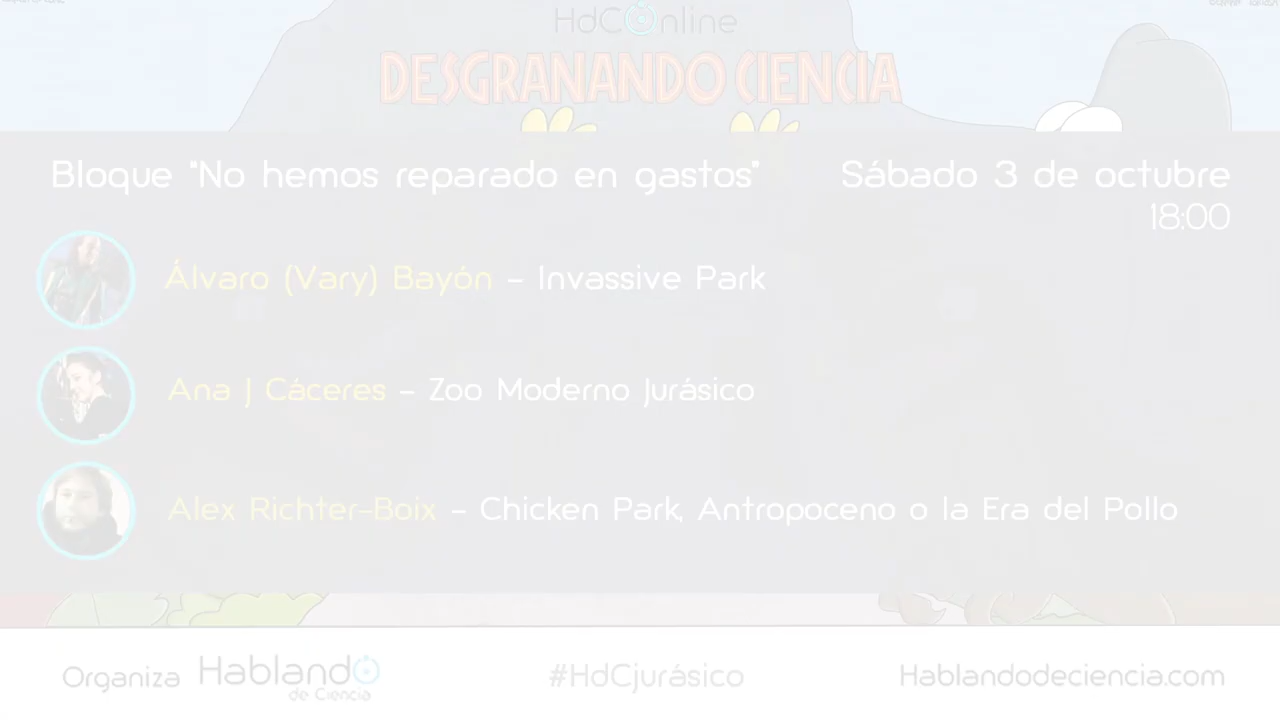 HdC Online
DESGRANANDO CIENCIA
Bloque "No hemos reparado en gastos"
Sábado 3 de octubre
18:00
Álvaro (Vary) Bayón - Invassive Park
Ana J Cáceres - Zoo Moderno Jurásico
Alex Richter-Boix - Chicken Park, Antropoceno o la Era del Pollo
Organiza Hablando de Ciencia
#HdCjurásico
Hablandodeciencia.com